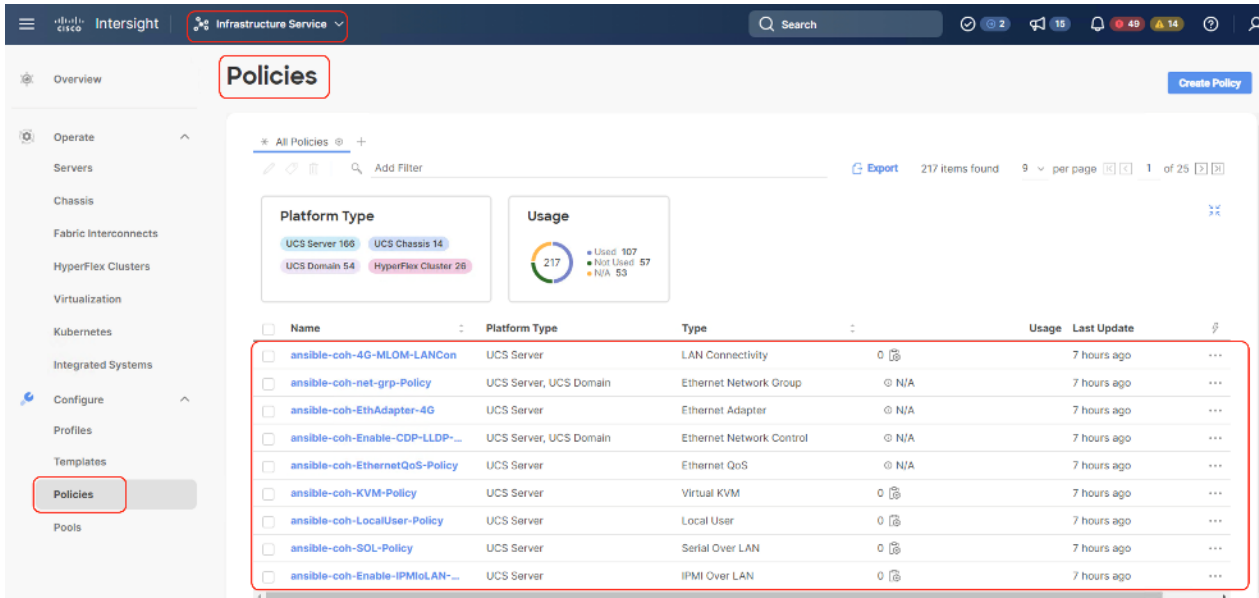 cisco Intersight Infrastructure Service Search 2 15 49 14
Overview
Policies
Create Policy
Operate
Servers
Chassis
Fabric Interconnects
HyperFlex Clusters
Virtualization
Kubernetes
Integrated Systems
Configure
Profiles
Templates
Policies
Pools
All Policies
Add Filter Export 217 items found 9 per page 1 of 25
Platform Type
UCS Server 166 UCS Chassis 14
UCS Domain 54 HyperFlex Cluster 26
Usage
217
Used 107
Not Used 57
N/A 53
Name Platform Type Type Usage Last Update
ansible-coh-4G-MLOM-LANCon UCS Server LAN Connectivity 0 7 hours ago ...
ansible-coh-net-grp-Policy UCS Server, UCS Domain Ethernet Network Group N/A 7 hours ago ...
ansible-coh-EthAdapter-4G UCS Server Ethernet Adapter N/A 7 hours ago ...
ansible-coh-Enable-CDP-LLDP-... UCS Server, UCS Domain Ethernet Network Control N/A 7 hours ago ...
ansible-coh-EthernetQoS-Policy UCS Server Ethernet QoS N/A 7 hours ago ...
ansible-coh-KVM-Policy UCS Server Virtual KVM 0 7 hours ago ...
ansible-coh-LocalUser-Policy UCS Server Local User 0 7 hours ago ...
ansible-coh-SOL-Policy UCS Server Serial Over LAN 0 7 hours ago ...
ansible-coh-Enable-IPMIoLAN-... UCS Server IPMI Over LAN 0 7 hours ago ...